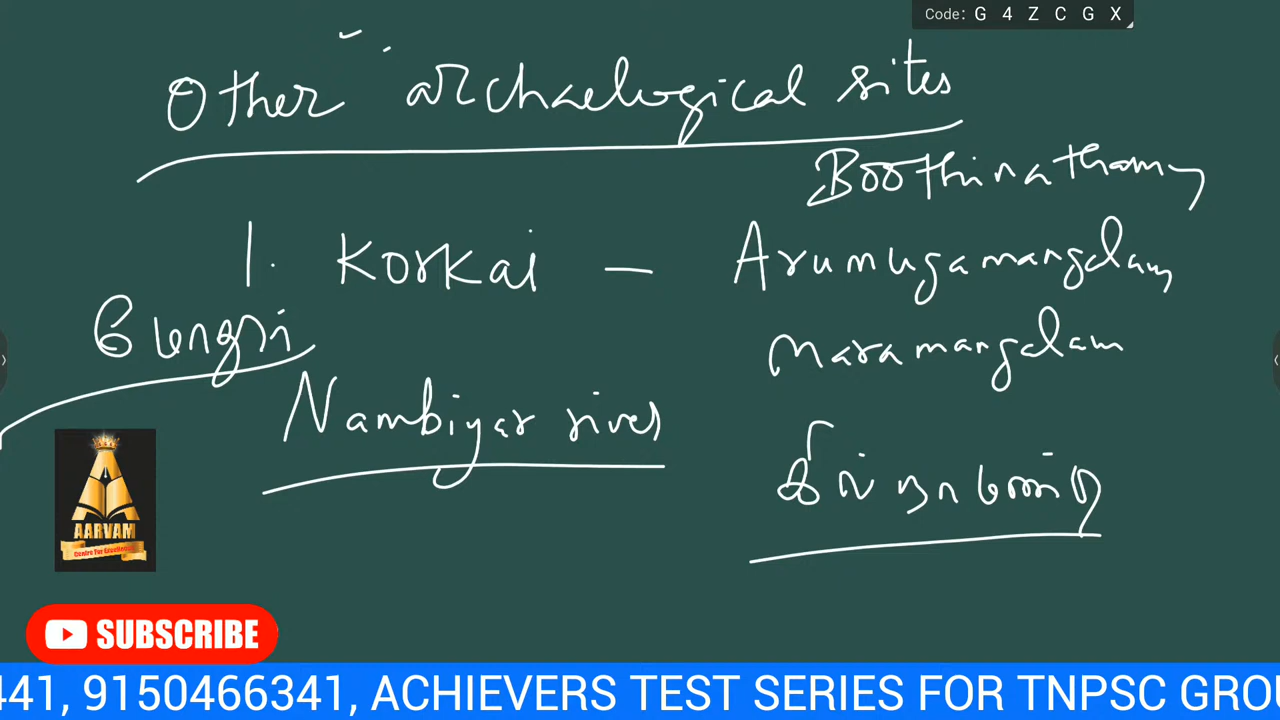 Code: G 4 Z C G X
Other archaelogical sites
Boothinatham
1. Korkai - Arumugamangalam
Maramangalam
Nambiyar river
AARVAM
Centre For Excellence
SUBSCRIBE
441, 9150466341, ACHIEVERS TEST SERIES FOR TNPSC GROU